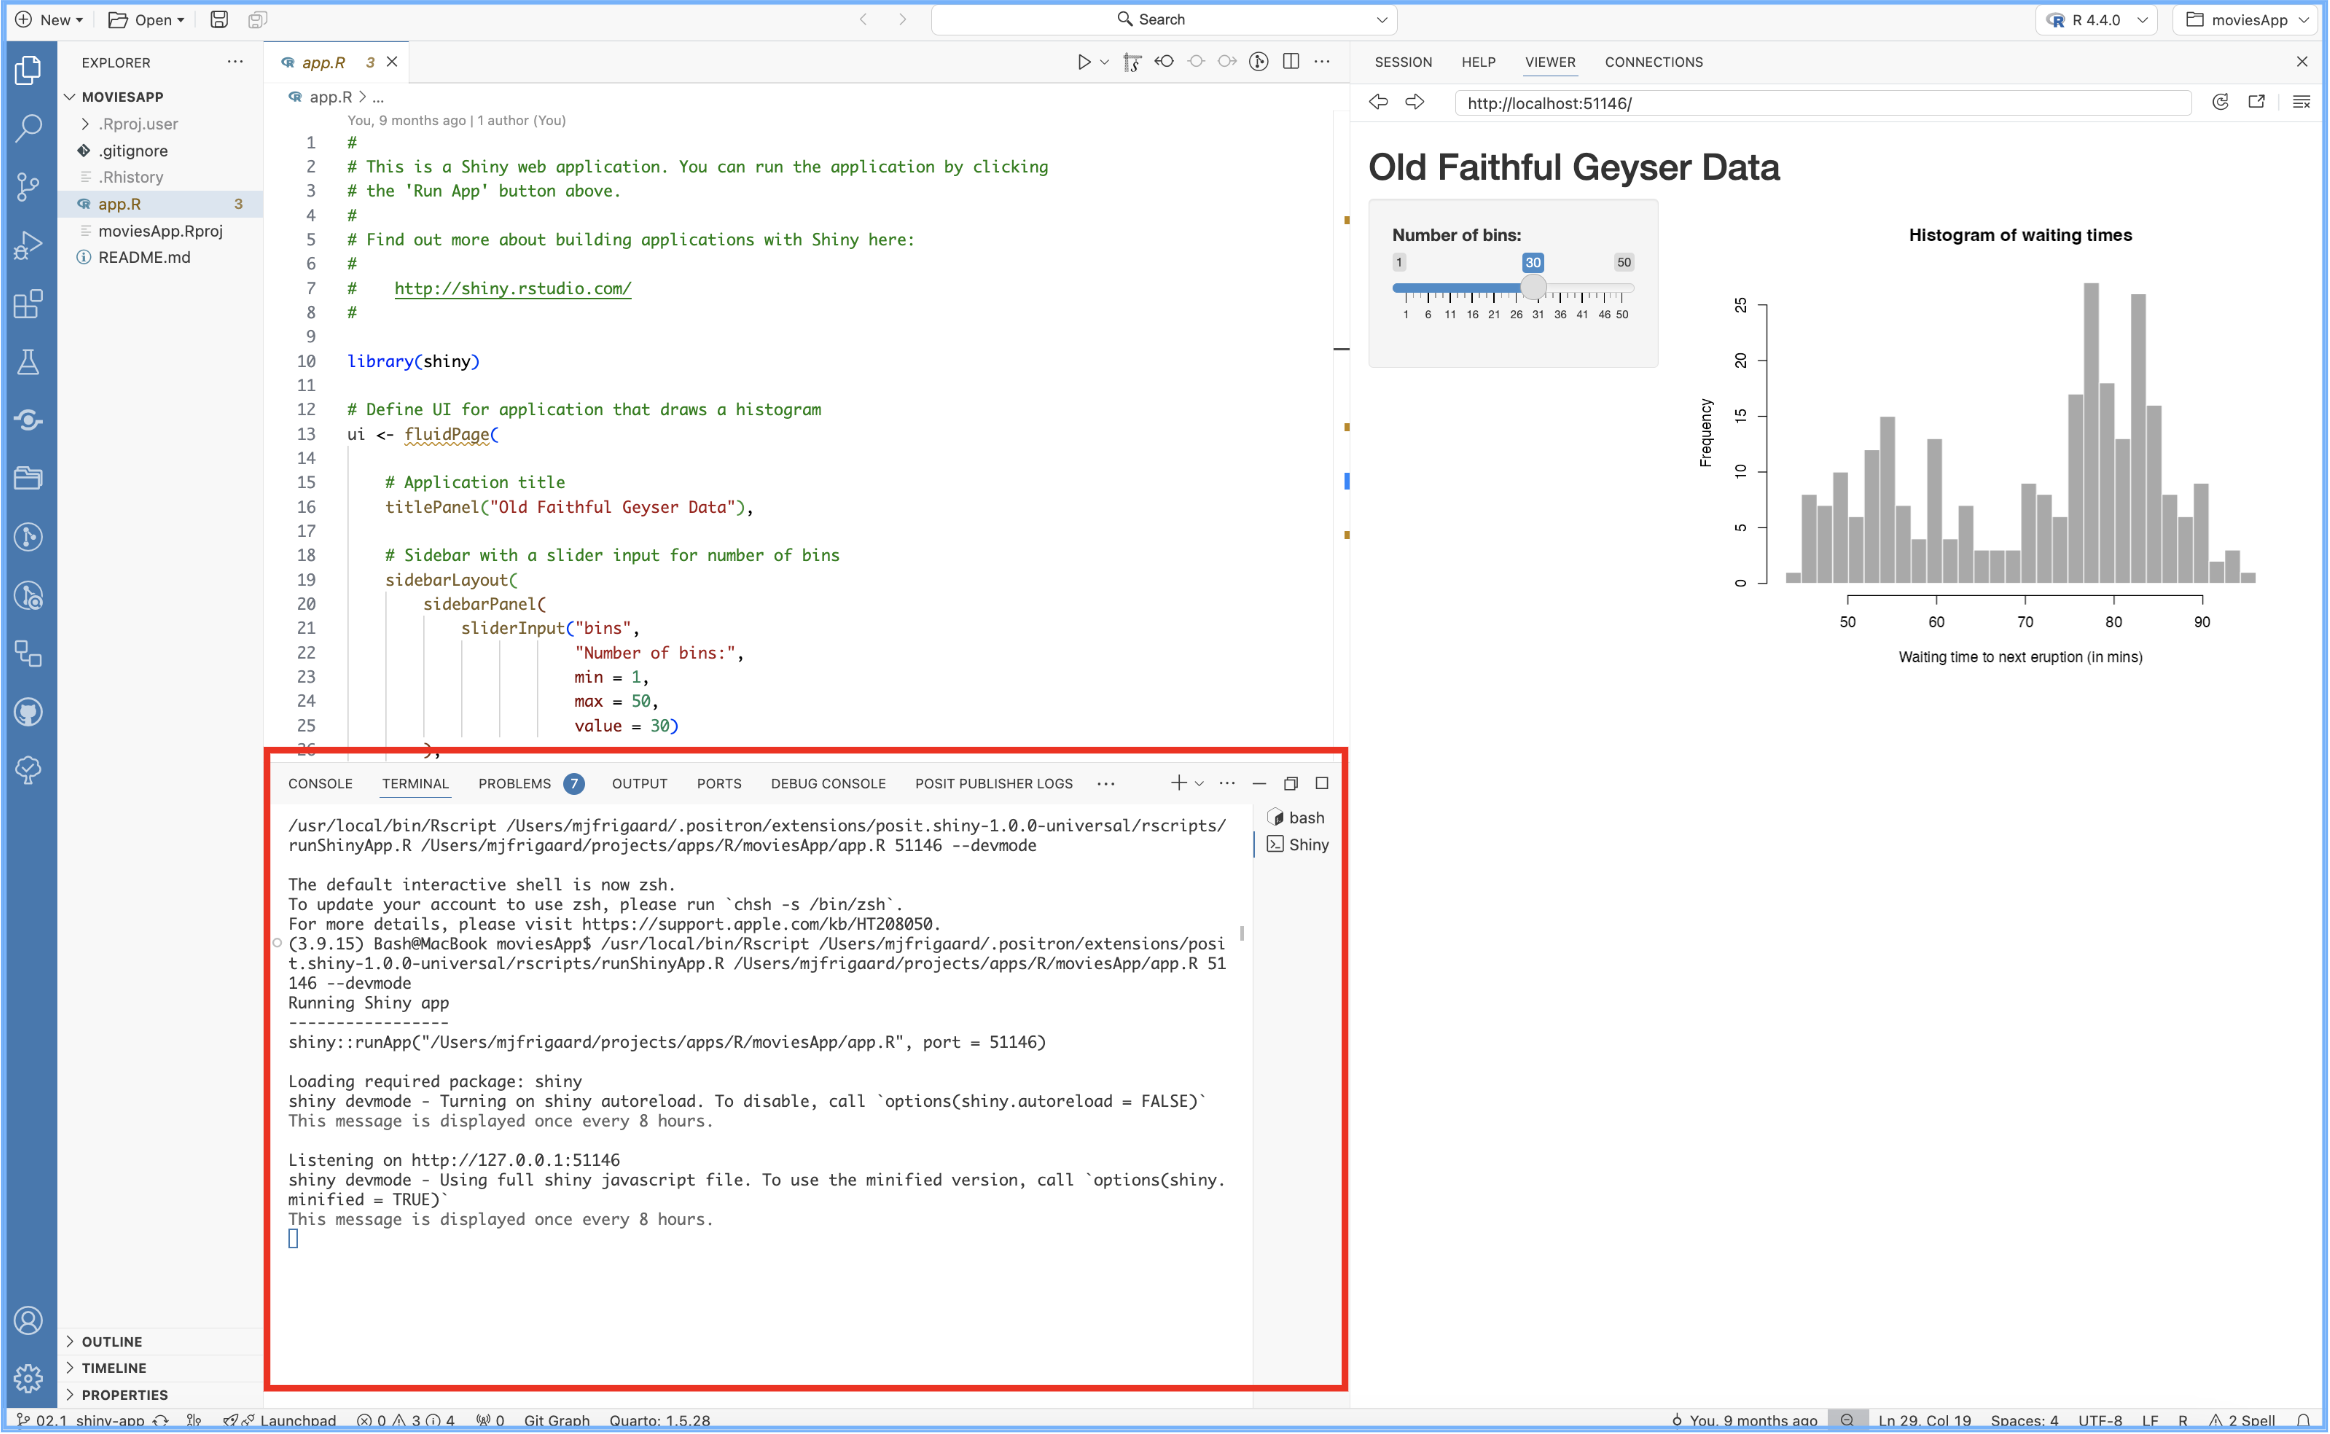 New
Open
Search
R 4.4.0
moviesApp
EXPLORER
MOVIESAPP
.Rproj.user
.gitignore
.Rhistory
app.R 3
moviesApp.Rproj
README.md
OUTLINE
TIMELINE
PROPERTIES
app.R 3
app.R > ...
You, 9 months ago | 1 author (You)
1 #
2 # This is a Shiny web application. You can run the application by clicking
3 # the 'Run App' button above.
4 #
5 # Find out more about building applications with Shiny here:
6 #
7 #    http://shiny.rstudio.com/
8 #
9
10 library(shiny)
11
12 # Define UI for application that draws a histogram
13 ui <- fluidPage(
14
15     # Application title
16     titlePanel("Old Faithful Geyser Data"),
17
18     # Sidebar with a slider input for number of bins
19     sidebarLayout(
20         sidebarPanel(
21             sliderInput("bins",
22                         "Number of bins:",
23                         min = 1,
24                         max = 50,
25                         value = 30)
26         ),
CONSOLE TERMINAL PROBLEMS 7 OUTPUT PORTS DEBUG CONSOLE POSIT PUBLISHER LOGS ...
bash
Shiny
/usr/local/bin/Rscript /Users/mjfrigaard/.positron/extensions/posit.shiny-1.0.0-universal/rscripts/
runShinyApp.R /Users/mjfrigaard/projects/apps/R/moviesApp/app.R 51146 --devmode
The default interactive shell is now zsh.
To update your account to use zsh, please run `chsh -s /bin/zsh`.
For more details, please visit https://support.apple.com/kb/HT208050.
(3.9.15) Bash@MacBook moviesApp$ /usr/local/bin/Rscript /Users/mjfrigaard/.positron/extensions/posi
t.shiny-1.0.0-universal/rscripts/runShinyApp.R /Users/mjfrigaard/projects/apps/R/moviesApp/app.R 51
146 --devmode
Running Shiny app
-----------------
shiny::runApp("/Users/mjfrigaard/projects/apps/R/moviesApp/app.R", port = 51146)
Loading required package: shiny
shiny devmode - Turning on shiny autoreload. To disable, call `options(shiny.autoreload = FALSE)`
This message is displayed once every 8 hours.
Listening on http://127.0.0.1:51146
shiny devmode - Using full shiny javascript file. To use the minified version, call `options(shiny.
minified = TRUE)`
This message is displayed once every 8 hours.
SESSION HELP VIEWER CONNECTIONS
http://localhost:51146/
Old Faithful Geyser Data
Number of bins:
1 30 50
1 6 11 16 21 26 31 36 41 46 50
Histogram of waiting times
Frequency
25
20
15
10
5
0
50 60 70 80 90
Waiting time to next eruption (in mins)
02.1_shiny-app Launchpad 0 3 4 0 Git Graph Quarto: 1.5.28
You, 9 months ago Ln 29, Col 19 Spaces: 4 UTF-8 LF R 2 Spell